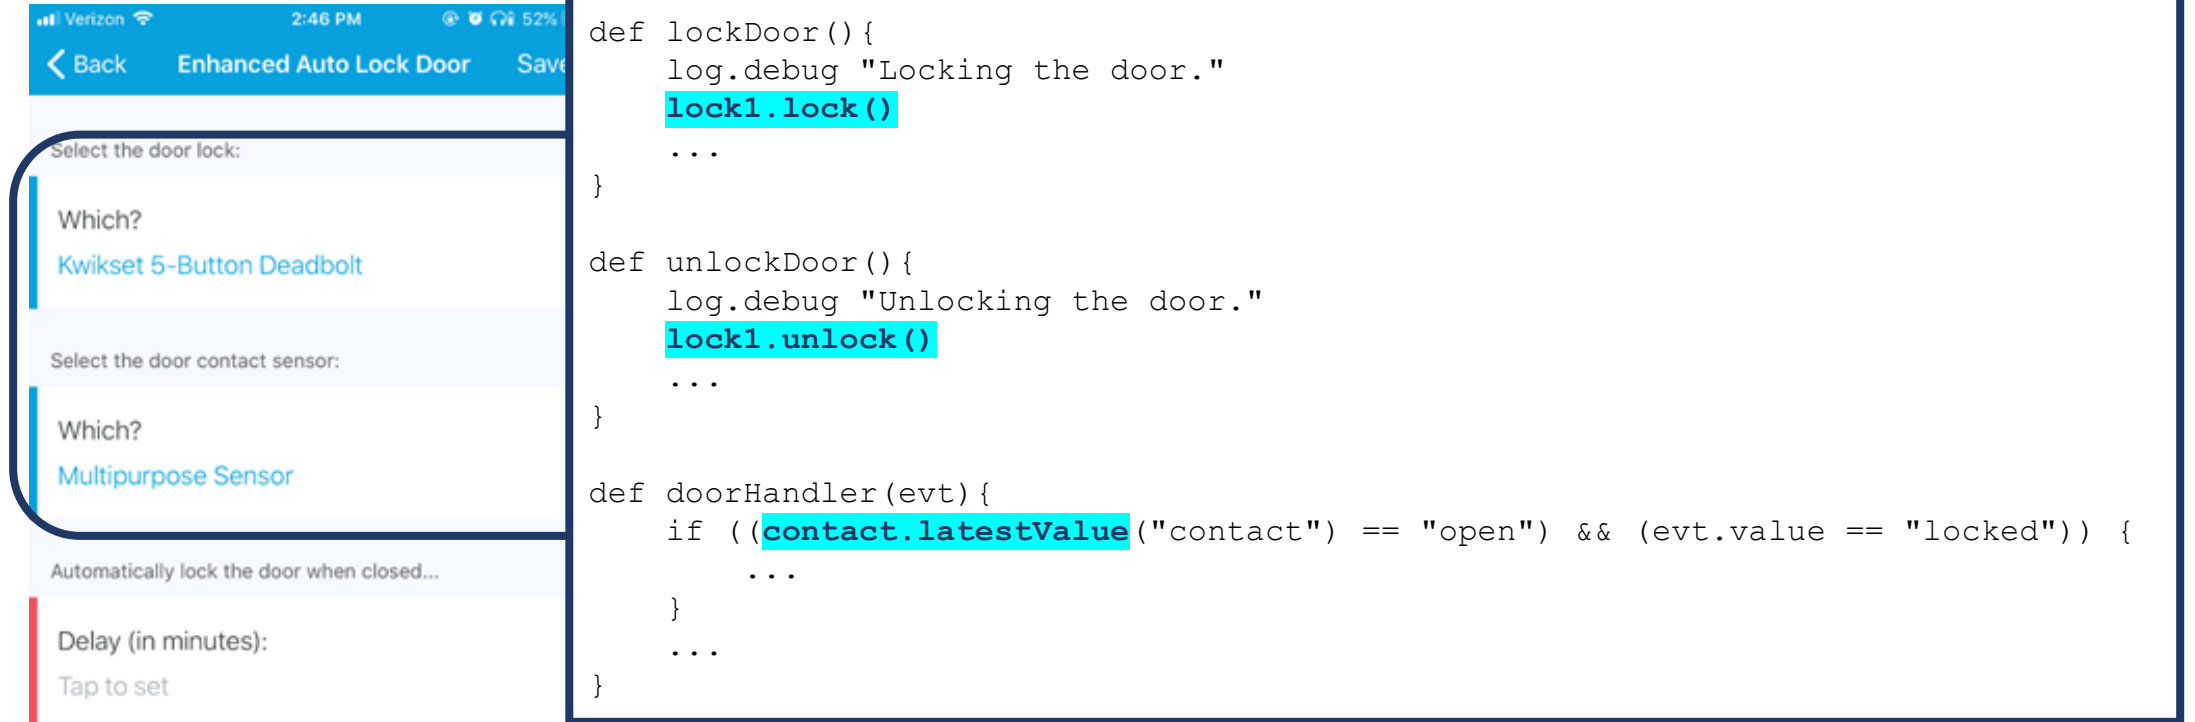 Verizon 2:46 PM 52%
Back Enhanced Auto Lock Door Save
Select the door lock:
Which?
Kwikset 5-Button Deadbolt
Select the door contact sensor:
Which?
Multipurpose Sensor
Automatically lock the door when closed...
Delay (in minutes):
Tap to set
def lockDoor(){
    log.debug "Locking the door."
    lock1.lock()
    ...
}
def unlockDoor(){
    log.debug "Unlocking the door."
    lock1.unlock()
    ...
}
def doorHandler(evt){
    if ((contact.latestValue("contact") == "open") && (evt.value == "locked")) {
        ...
    }
    ...
}